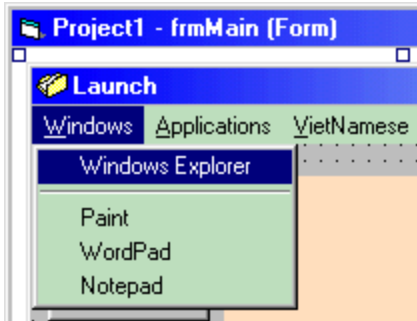 Project1 - frmMain (Form)
Launch
Windows Applications VietNamese
Windows Explorer
Paint
WordPad
Notepad